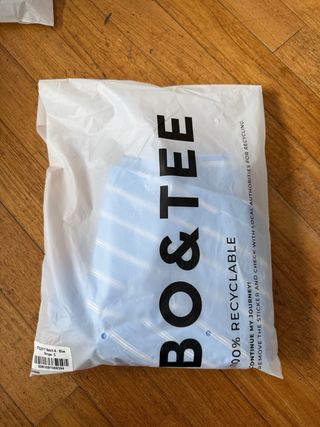 BO&TEE
100% RECYCLABLE
CONTINUE MY JOURNEY!
REMOVE THE STICKER AND CHECK WITH LOCAL AUTHORITIES FOR RECYCLING.